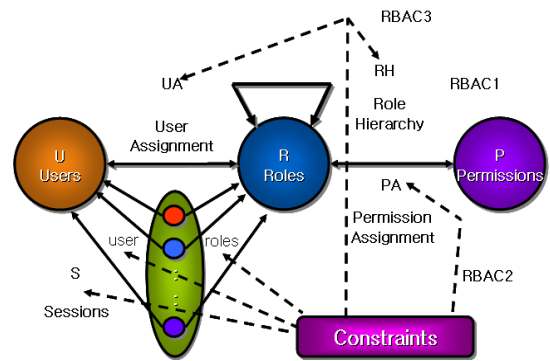 RBAC3
UA
RH
RBAC1
Role
Hierarchy
User
Assignment
U
Users
R
Roles
P
Permissions
PA
Permission
Assignment
user
roles
S
Sessions
RBAC2
Constraints